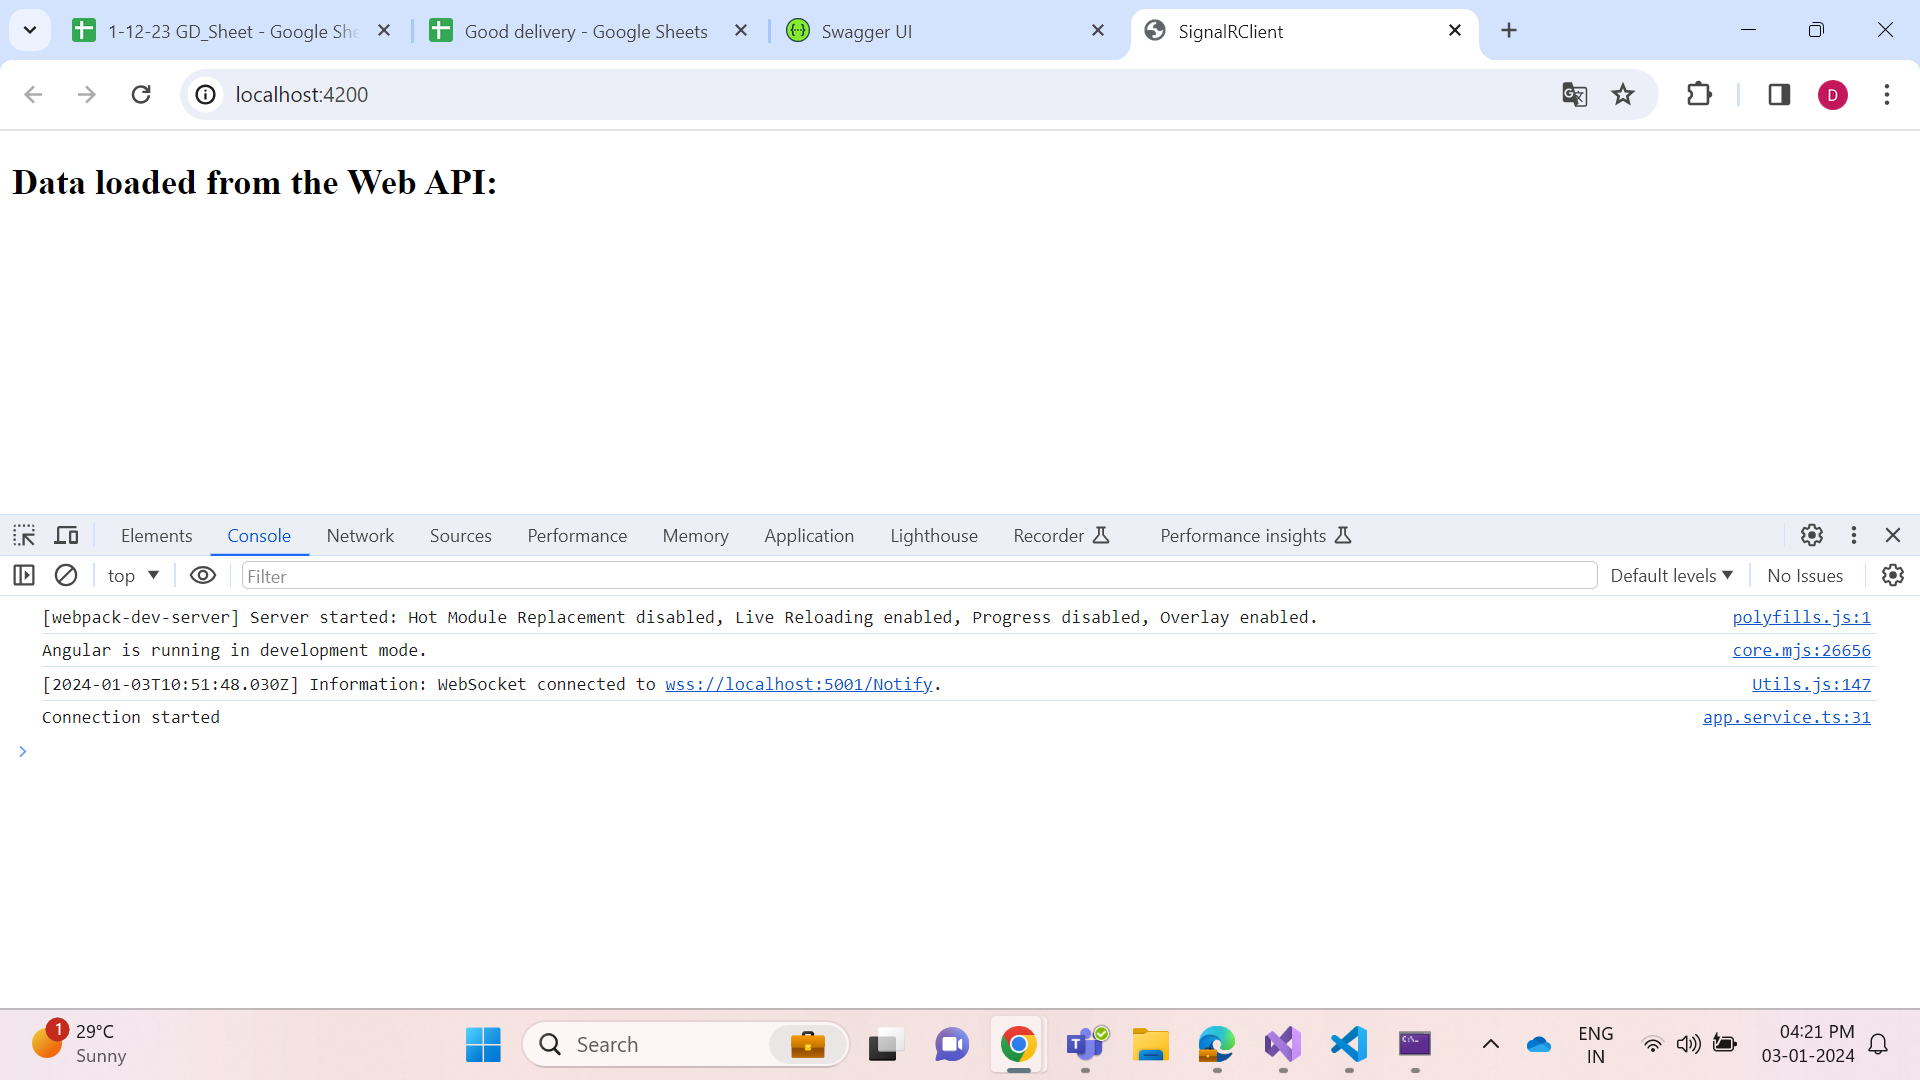 1-12-23 GD_Sheet - Google She
Good delivery - Google Sheets
Swagger UI
SignalRClient
localhost:4200
D
Data loaded from the Web API:
Elements
Console
Network
Sources
Performance
Memory
Application
Lighthouse
Recorder
Performance insights
top
Filter
Default levels
No Issues
[webpack-dev-server] Server started: Hot Module Replacement disabled, Live Reloading enabled, Progress disabled, Overlay enabled.
polyfills.js:1
Angular is running in development mode.
core.mjs:26656
[2024-01-03T10:51:48.030Z] Information: WebSocket connected to wss://localhost:5001/Notify.
Utils.js:147
Connection started
app.service.ts:31
1
29°C
Sunny
Search
ENG
IN
04:21 PM
03-01-2024